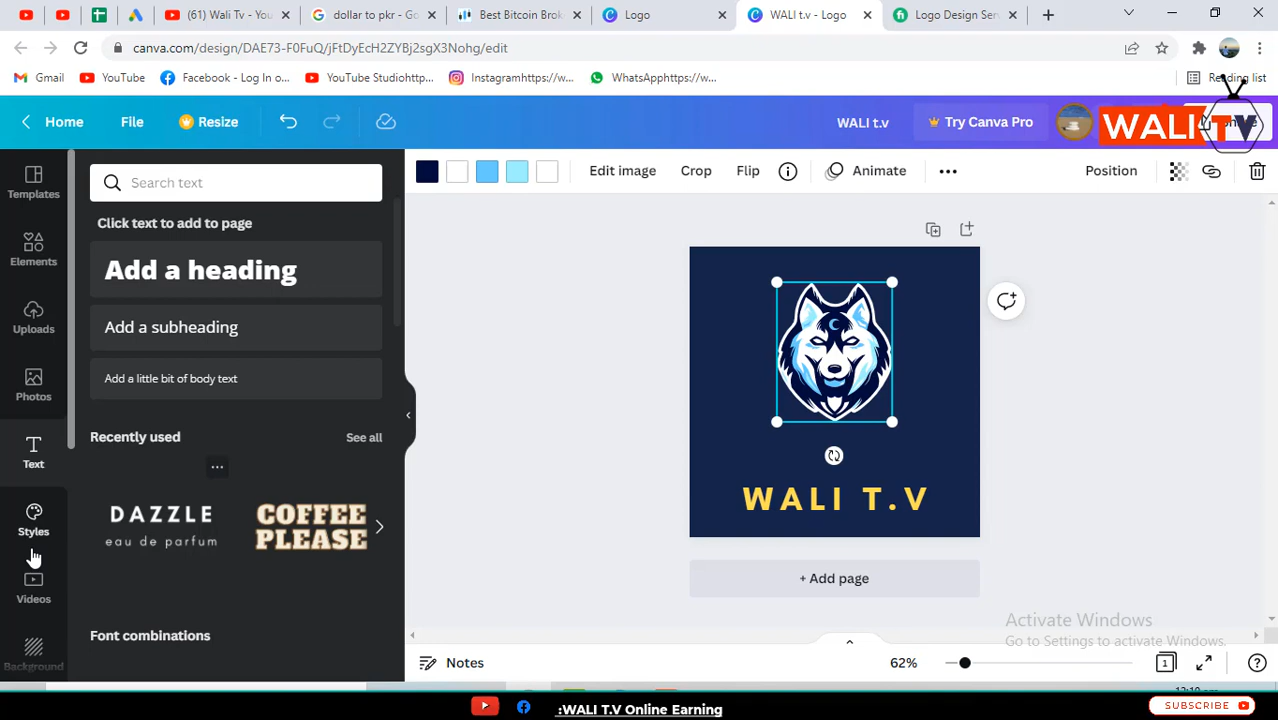 (61) Wali Tv - You
dollar to pkr - Go
Best Bitcoin Brok
Logo
WALI t.v - Logo
Logo Design Ser
canva.com/design/DAE73-F0FuQ/jFtDyEcH2ZYBj2sgX3Nohg/edit
Gmail
YouTube
Facebook - Log In o...
YouTube Studiohttp...
Instagramhttps://w...
WhatsApphttps://w...
Reading list
Home
File
Resize
WALI t.v
Try Canva Pro
WALI TV
Templates
Elements
Uploads
Photos
Text
Styles
Videos
Background
Search text
Click text to add to page
Add a heading
Add a subheading
Add a little bit of body text
Recently used
See all
DAZZLE
eau de parfum
COFFEE
PLEASE
Font combinations
Edit image
Crop
Flip
Animate
Position
WALI T.V
+ Add page
Activate Windows
Go to Settings to activate Windows.
Notes
62%
1
:WALI T.V Online Earning
SUBSCRIBE